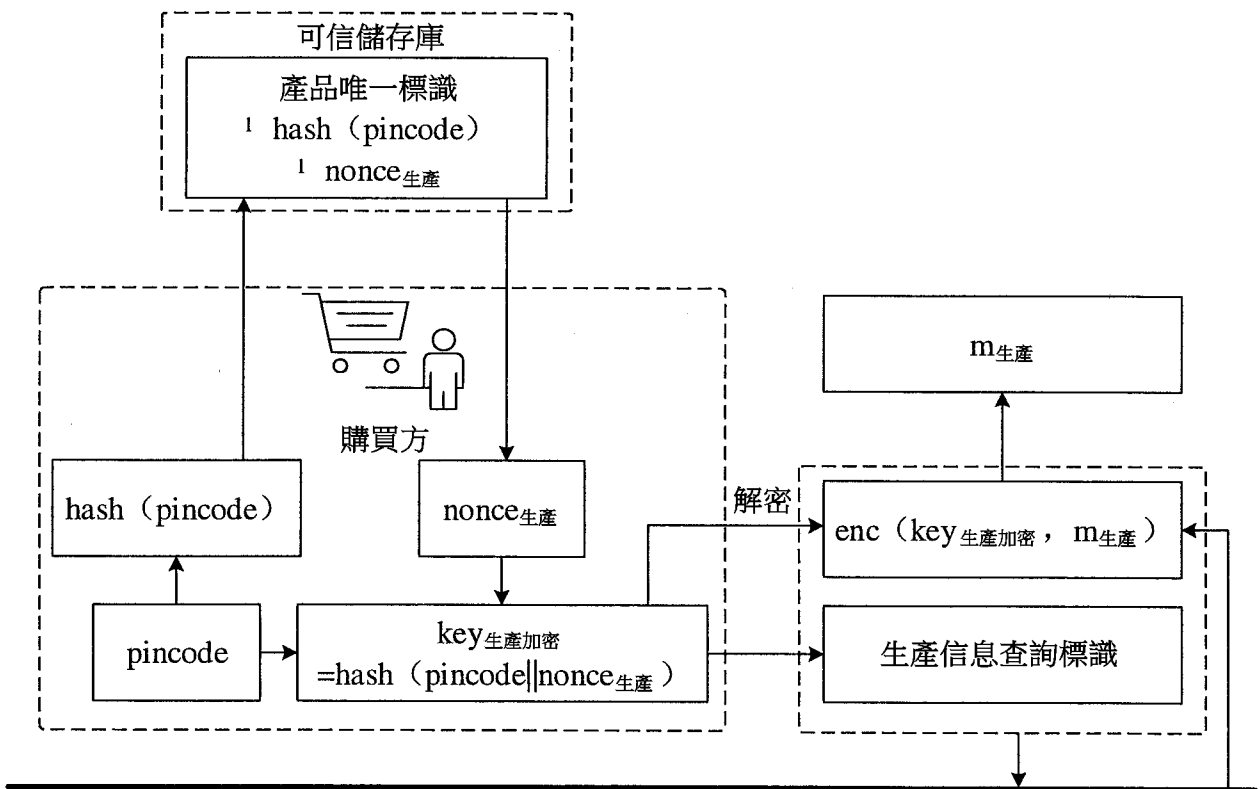 可信儲存庫
產品唯一標識
| hash（pincode）
| nonce生產
購買方
hash（pincode）
nonce生產
pincode
key生產加密
=hash（pincode||nonce生產）
解密
m生產
enc（key生產加密，m生產）
生產信息查詢標識